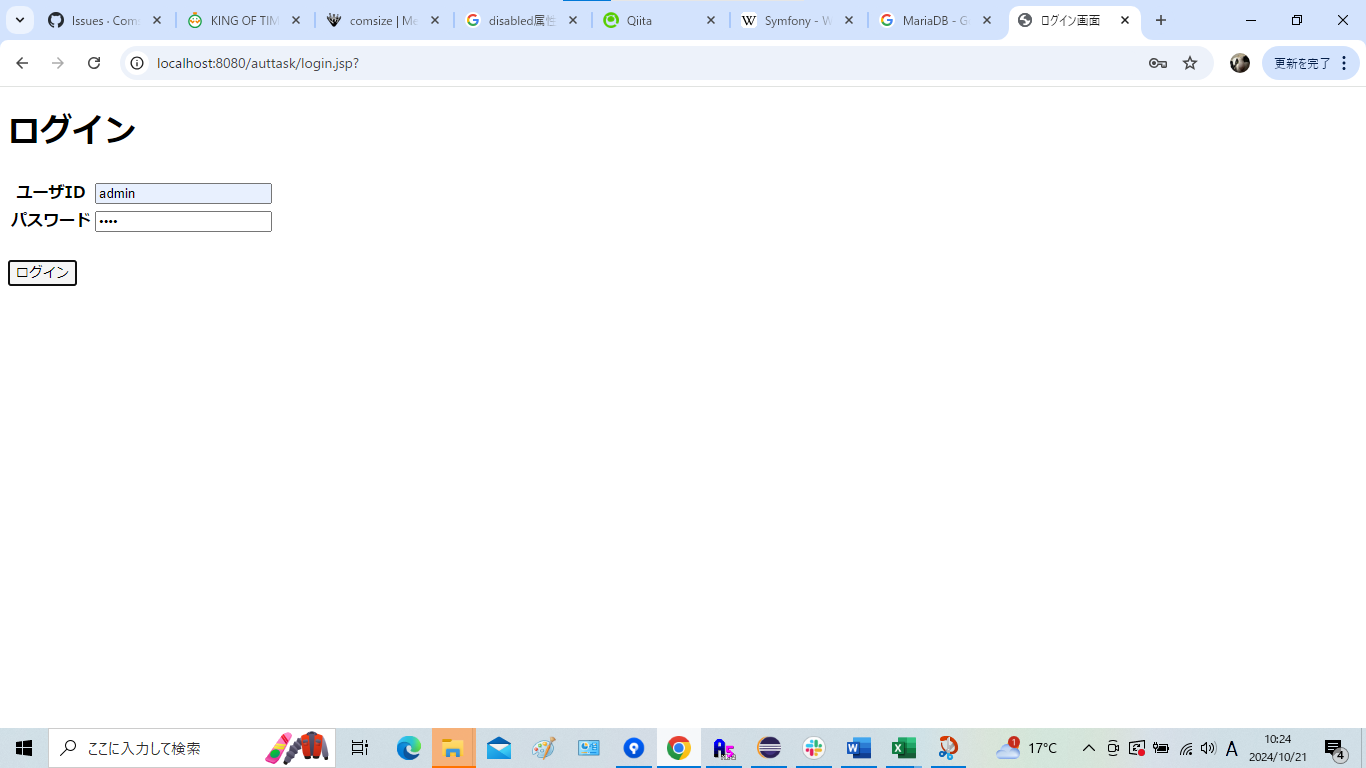 Issues · Com
KING OF TIM
comsize | Me
disabled属性
Qiita
Symfony - W
MariaDB - G
ログイン画面
localhost:8080/auttask/login.jsp?
更新を完了
ログイン
ユーザID admin
パスワード ••••
ログイン
ここに入力して検索
1
17°C
A
10:24
2024/10/21
4